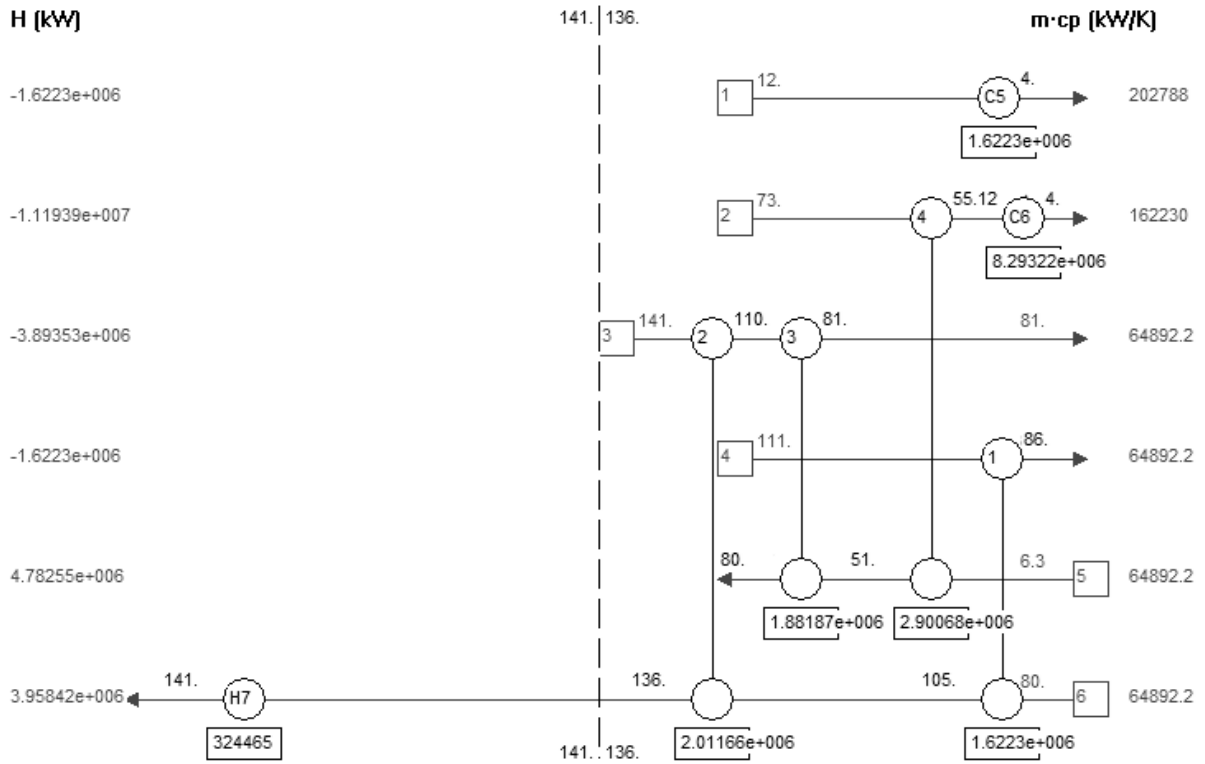 H (kW) 141. 136. m·cp (kW/K)
-1.6223e+006 1 12. C5 4. 202788
1.6223e+006
-1.11939e+007 2 73. 4 55.12 C6 4. 162230
8.29322e+006
-3.89353e+006 3 141. 2 110. 3 81. 81. 64892.2
-1.6223e+006 4 111. 1 86. 64892.2
4.78255e+006 80. 51. 6.3 5 64892.2
1.88187e+006 2.90068e+006
3.95842e+006 141. H7 136. 105. 80. 6 64892.2
324465 2.01166e+006 1.6223e+006
141. 136.